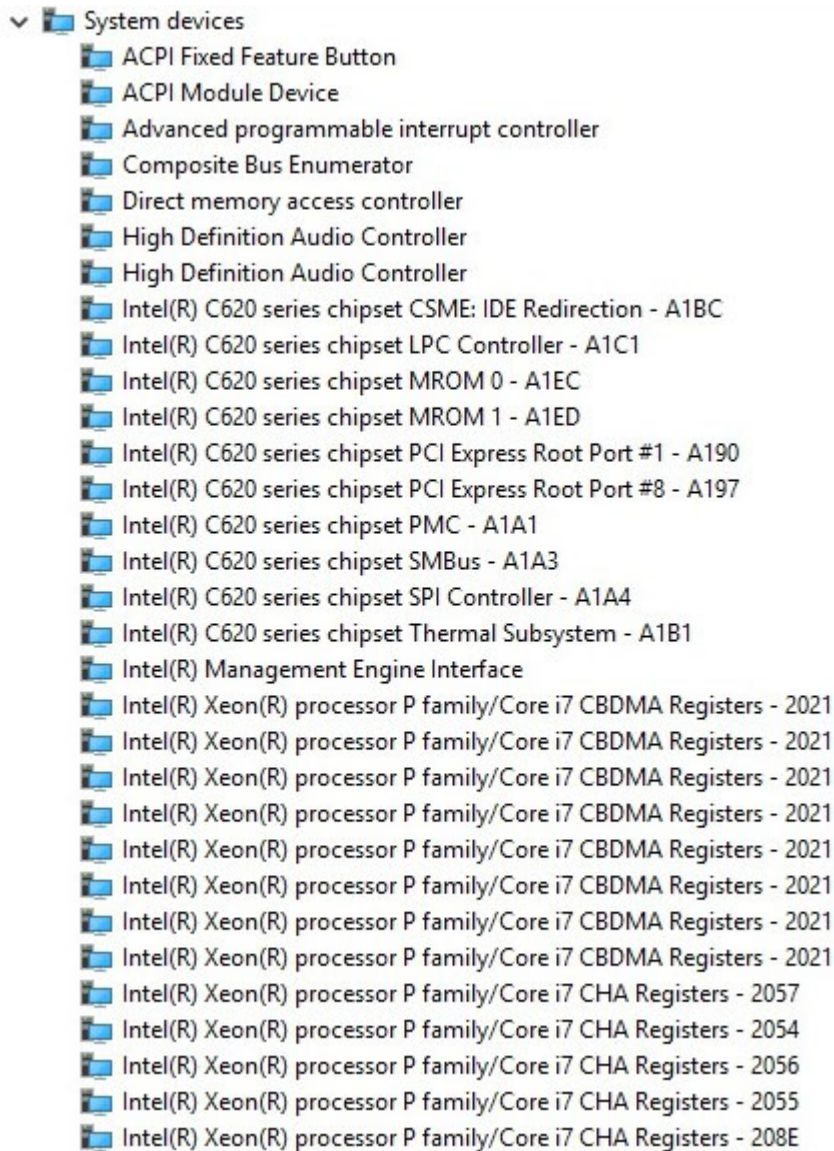 System devices
ACPI Fixed Feature Button
ACPI Module Device
Advanced programmable interrupt controller
Composite Bus Enumerator
Direct memory access controller
High Definition Audio Controller
High Definition Audio Controller
Intel(R) C620 series chipset CSME: IDE Redirection - A1BC
Intel(R) C620 series chipset LPC Controller - A1C1
Intel(R) C620 series chipset MROM 0 - A1EC
Intel(R) C620 series chipset MROM 1 - A1ED
Intel(R) C620 series chipset PCI Express Root Port #1 - A190
Intel(R) C620 series chipset PCI Express Root Port #8 - A197
Intel(R) C620 series chipset PMC - A1A1
Intel(R) C620 series chipset SMBus - A1A3
Intel(R) C620 series chipset SPI Controller - A1A4
Intel(R) C620 series chipset Thermal Subsystem - A1B1
Intel(R) Management Engine Interface
Intel(R) Xeon(R) processor P family/Core i7 CBDMA Registers - 2021
Intel(R) Xeon(R) processor P family/Core i7 CBDMA Registers - 2021
Intel(R) Xeon(R) processor P family/Core i7 CBDMA Registers - 2021
Intel(R) Xeon(R) processor P family/Core i7 CBDMA Registers - 2021
Intel(R) Xeon(R) processor P family/Core i7 CBDMA Registers - 2021
Intel(R) Xeon(R) processor P family/Core i7 CBDMA Registers - 2021
Intel(R) Xeon(R) processor P family/Core i7 CBDMA Registers - 2021
Intel(R) Xeon(R) processor P family/Core i7 CBDMA Registers - 2021
Intel(R) Xeon(R) processor P family/Core i7 CHA Registers - 2057
Intel(R) Xeon(R) processor P family/Core i7 CHA Registers - 2054
Intel(R) Xeon(R) processor P family/Core i7 CHA Registers - 2056
Intel(R) Xeon(R) processor P family/Core i7 CHA Registers - 2055
Intel(R) Xeon(R) processor P family/Core i7 CHA Registers - 208E